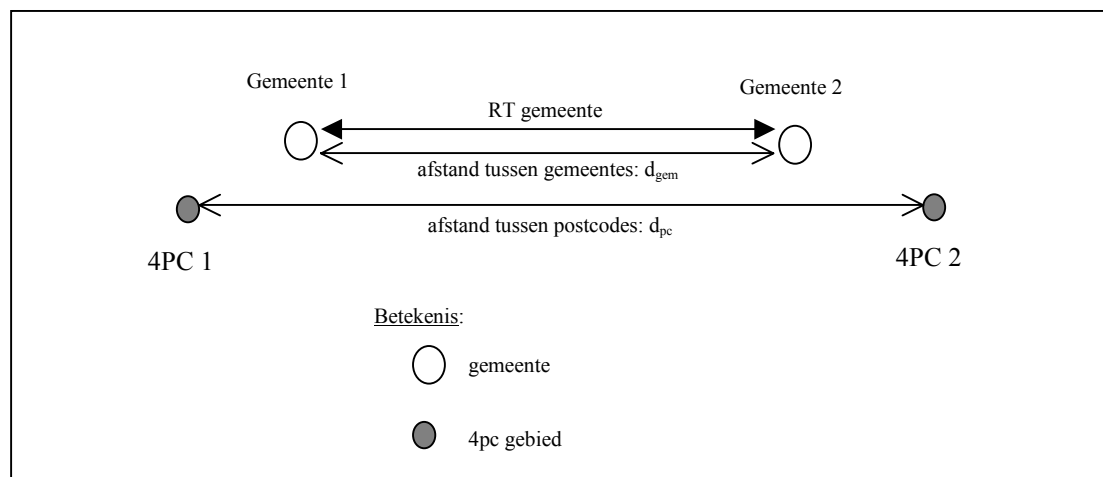 Gemeente 1
Gemeente 2
RT gemeente
afstand tussen gemeentes: dgem
afstand tussen postcodes: dpc
4PC 1
4PC 2
Betekenis:
gemeente
4pc gebied